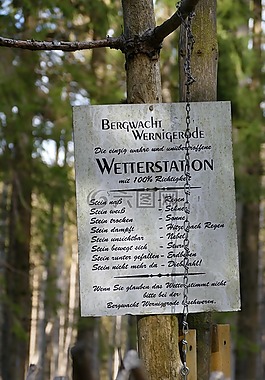 Bergwacht
Wernigerode
Die einzig wahre und unübertroffene
Wetterstation
mit 100% Richtigkeit
Stein naß - Regen
Stein weiß - Schnee
Stein trocken - Sonne
Stein dampft - Hitze nach Regen
Stein unsichtbar - Nebel
Stein bewegt sich - Sturm
Stein runter gefallen - Erdbeben
Stein nicht mehr da - Diebstahl!
Wenn Sie glauben das Wetter stimmt nicht
bitte bei der
Bergwacht Wernigerode beschweren.